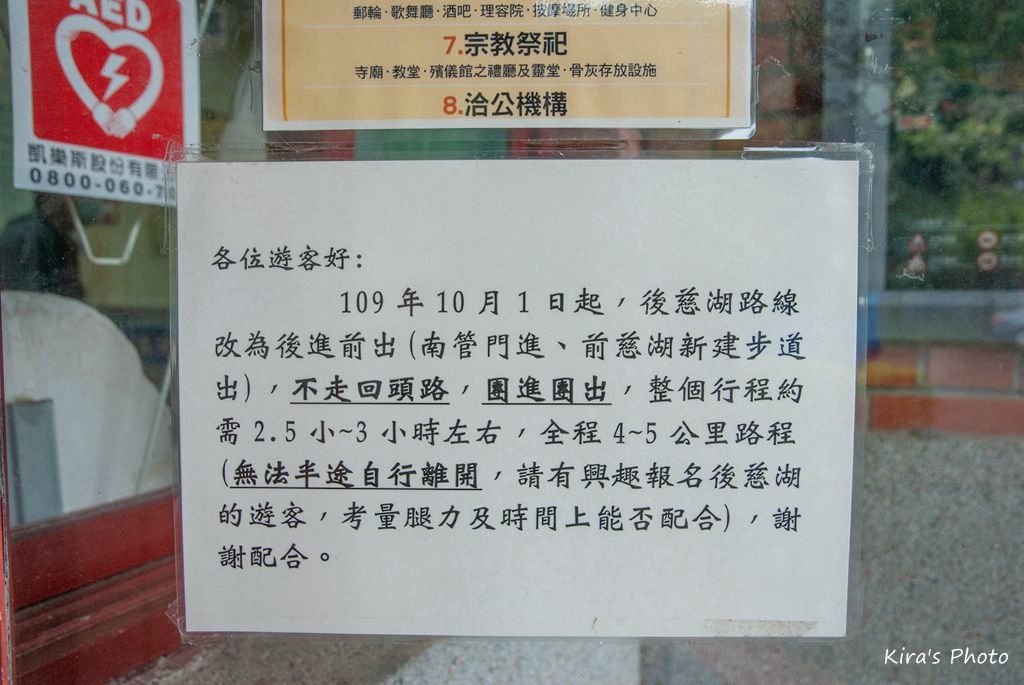 AED
凱樂斯股份有限
0800-060-7
郵輪·歌舞廳·酒吧·理容院·按摩場所·健身中心
7.宗教祭祀
寺廟·教堂·殯儀館之禮廳及靈堂·骨灰存放設施
8.洽公機構
各位遊客好:
109 年 10 月 1 日起，後慈湖路線
改為後進前出(南管門進、前慈湖新建步道
出)，不走回頭路，團進團出，整個行程約
需 2.5 小~3 小時左右，全程 4~5 公里路程
(無法半途自行離開，請有興趣報名後慈湖
的遊客，考量腿力及時間上能否配合)，謝
謝配合。
Kira's Photo